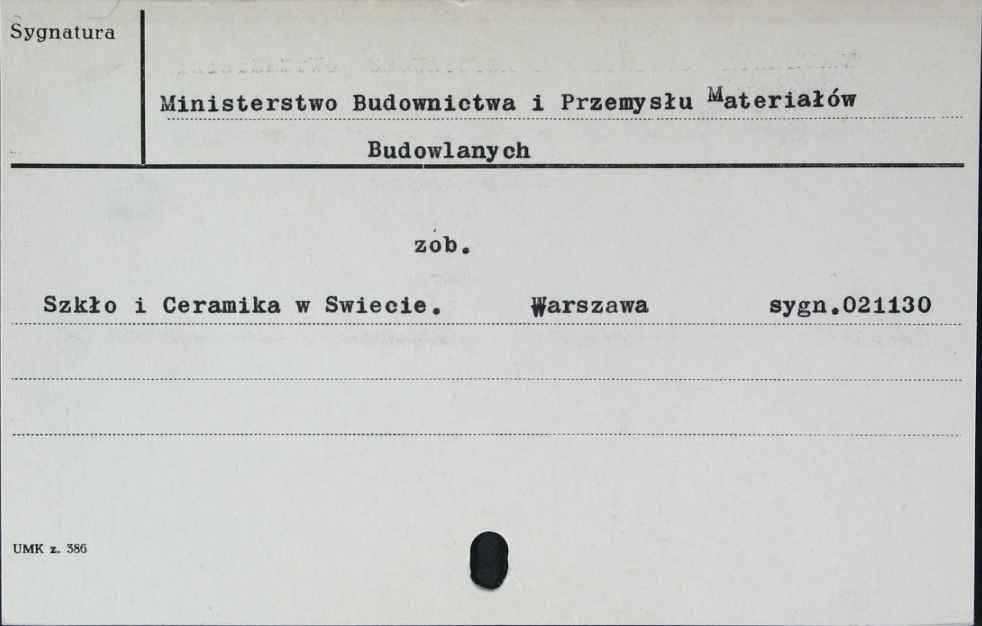 Sygnatura
Ministerstwo Budownictwa i Przemysłu Materiałów
Budowlanych
zob.
Szkło i Ceramika w Swiecie. Warszawa sygn.021130
UMK z. 386